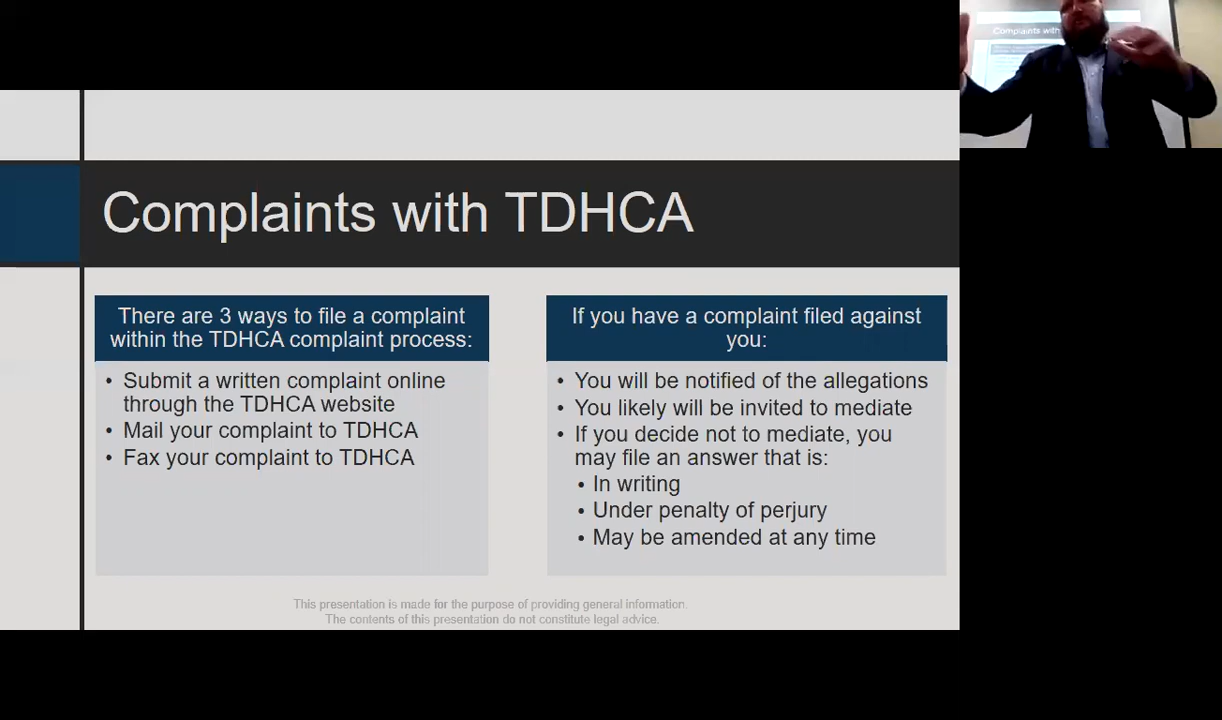 Complaints with TDHCA
There are 3 ways to file a complaint
within the TDHCA complaint process:
• Submit a written complaint online
through the TDHCA website
• Mail your complaint to TDHCA
• Fax your complaint to TDHCA
If you have a complaint filed against
you:
• You will be notified of the allegations
• You likely will be invited to mediate
• If you decide not to mediate, you
may file an answer that is:
• In writing
• Under penalty of perjury
• May be amended at any time
This presentation is made for the purpose of providing general information.
The contents of this presentation do not constitute legal advice.
Complaints with